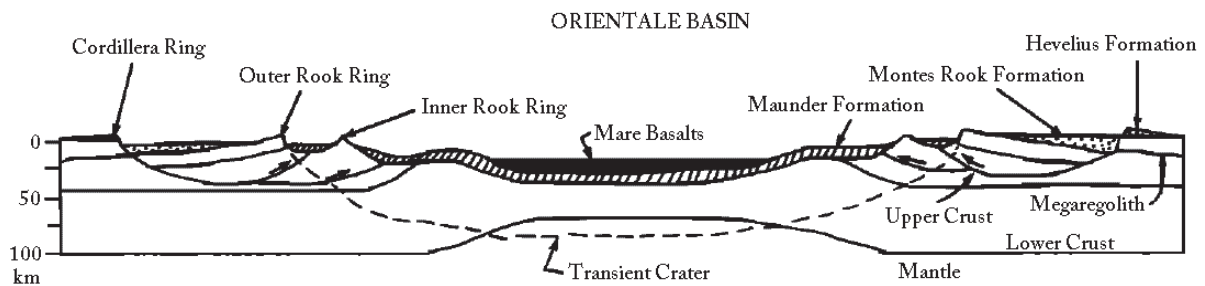 ORIENTALE BASIN
Cordillera Ring
Hevelius Formation
Outer Rook Ring
Montes Rook Formation
Inner Rook Ring
Maunder Formation
Mare Basalts
0
50
100
km
Upper Crust
Megaregolith
Lower Crust
Transient Crater
Mantle